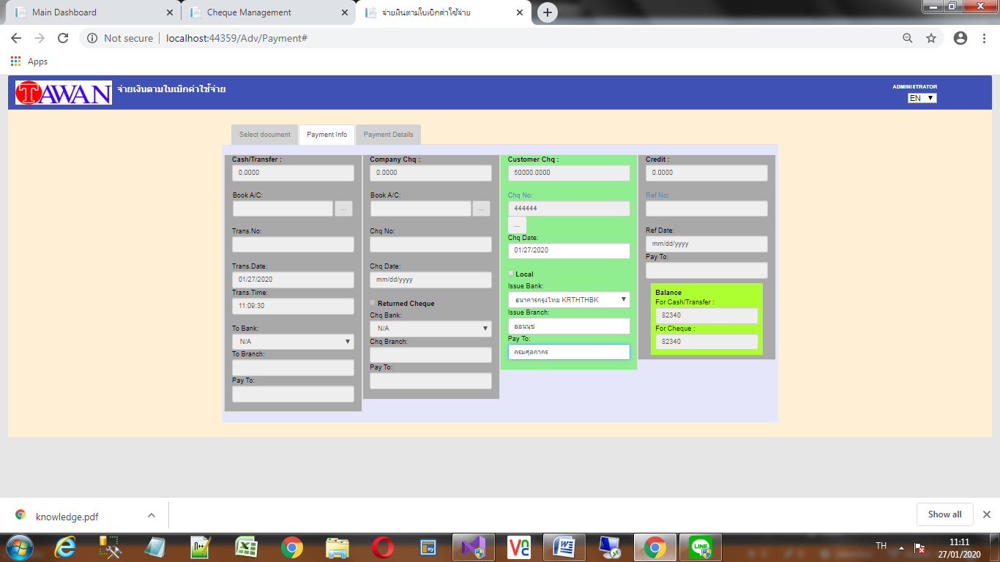 Main Dashboard
Cheque Management
จ่ายเงินตามใบเบิกค่าใช้จ่าย
Not secure
localhost:44359/Adv/Payment#
Apps
TAWAN
จ่ายเงินตามใบเบิกค่าใช้จ่าย
ADMINISTRATOR
EN
Select document
Payment Info
Payment Details
Cash/Transfer :
0.0000
Book A/C:
...
Trans.No:
Trans.Date:
01/27/2020
Trans.Time:
11:09:30
To Bank:
N/A
To Branch:
Pay To:
Company Chq :
0.0000
Book A/C:
...
Chq No:
Chq Date:
mm/dd/yyyy
Returned Cheque
Chq Bank:
N/A
Chq Branch:
Pay To:
Customer Chq :
50000.0000
Chq No:
444444
...
Chq Date:
01/27/2020
Local
Issue Bank:
ธนาคารกรุงไทย KRTHTHBK
Issue Branch:
อ่อนนุช
Pay To:
กรมศุลกากร
Credit :
0.0000
Ref No:
Ref Date:
mm/dd/yyyy
Pay To:
Balance
For Cash/Transfer :
82340
For Cheque :
82340
knowledge.pdf
Show all
TH
11:11
27/01/2020